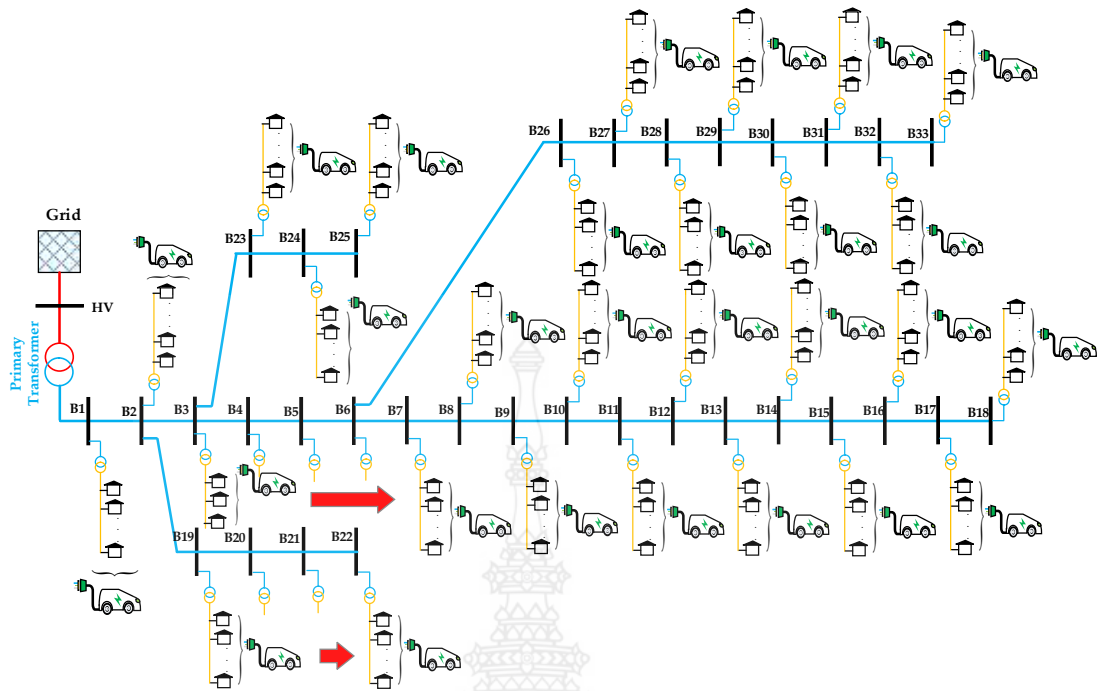 B26
B27
B28
B29
B30
B31
B32
B33
Grid
B23
B24
B25
HV
Primary
Transformer
B1
B2
B3
B4
B5
B6
B7
B8
B9
B10
B11
B12
B13
B14
B15
B16
B17
B18
B19
B20
B21
B22